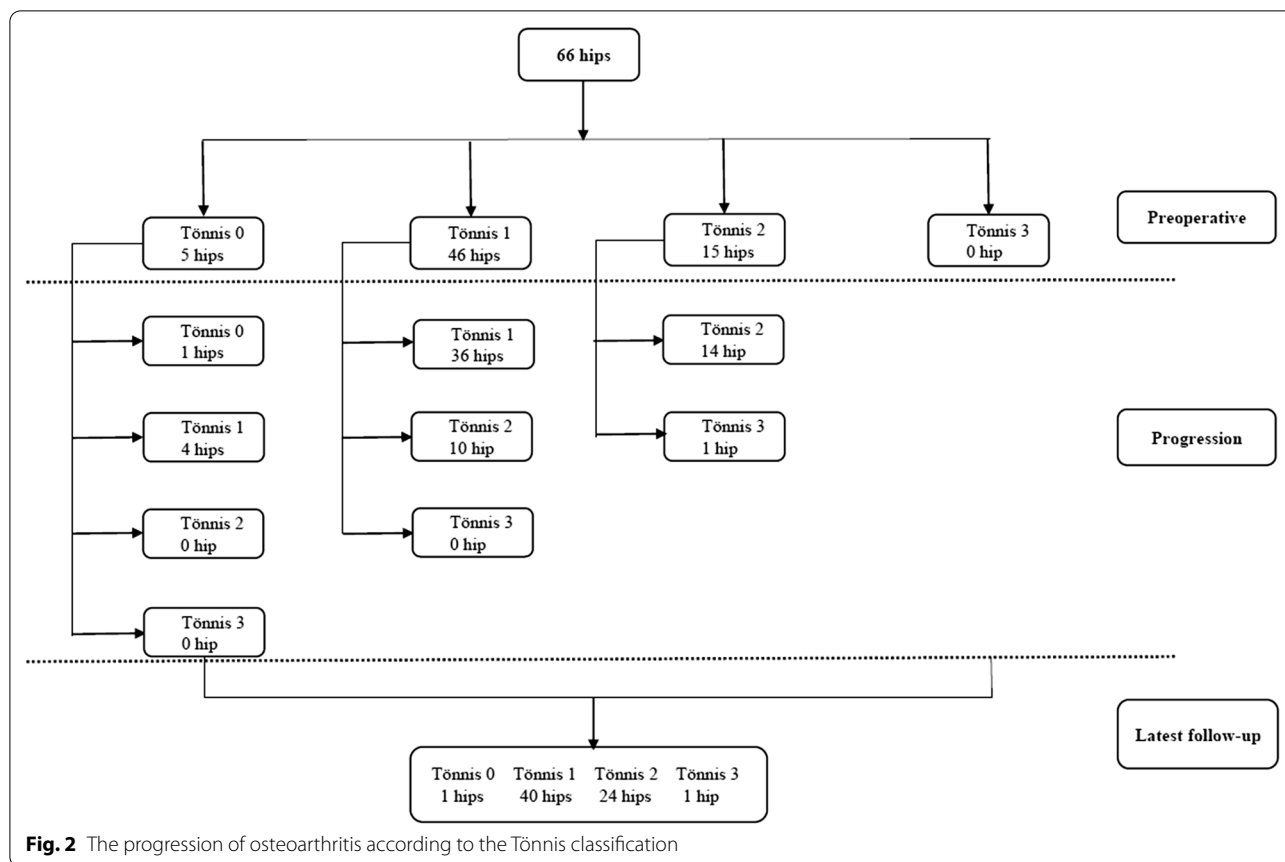 66 hips
Tönnis 0
5 hips
Tönnis 1
46 hips
Tönnis 2
15 hips
Tönnis 3
0 hip
Preoperative
Tönnis 0
1 hips
Tönnis 1
36 hips
Tönnis 2
14 hip
Tönnis 1
4 hips
Tönnis 2
10 hip
Tönnis 3
1 hip
Progression
Tönnis 2
0 hip
Tönnis 3
0 hip
Tönnis 3
0 hip
Tönnis 0 Tönnis 1 Tönnis 2 Tönnis 3
1 hips 40 hips 24 hips 1 hip
Latest follow-up
Fig. 2 The progression of osteoarthritis according to the Tönnis classification